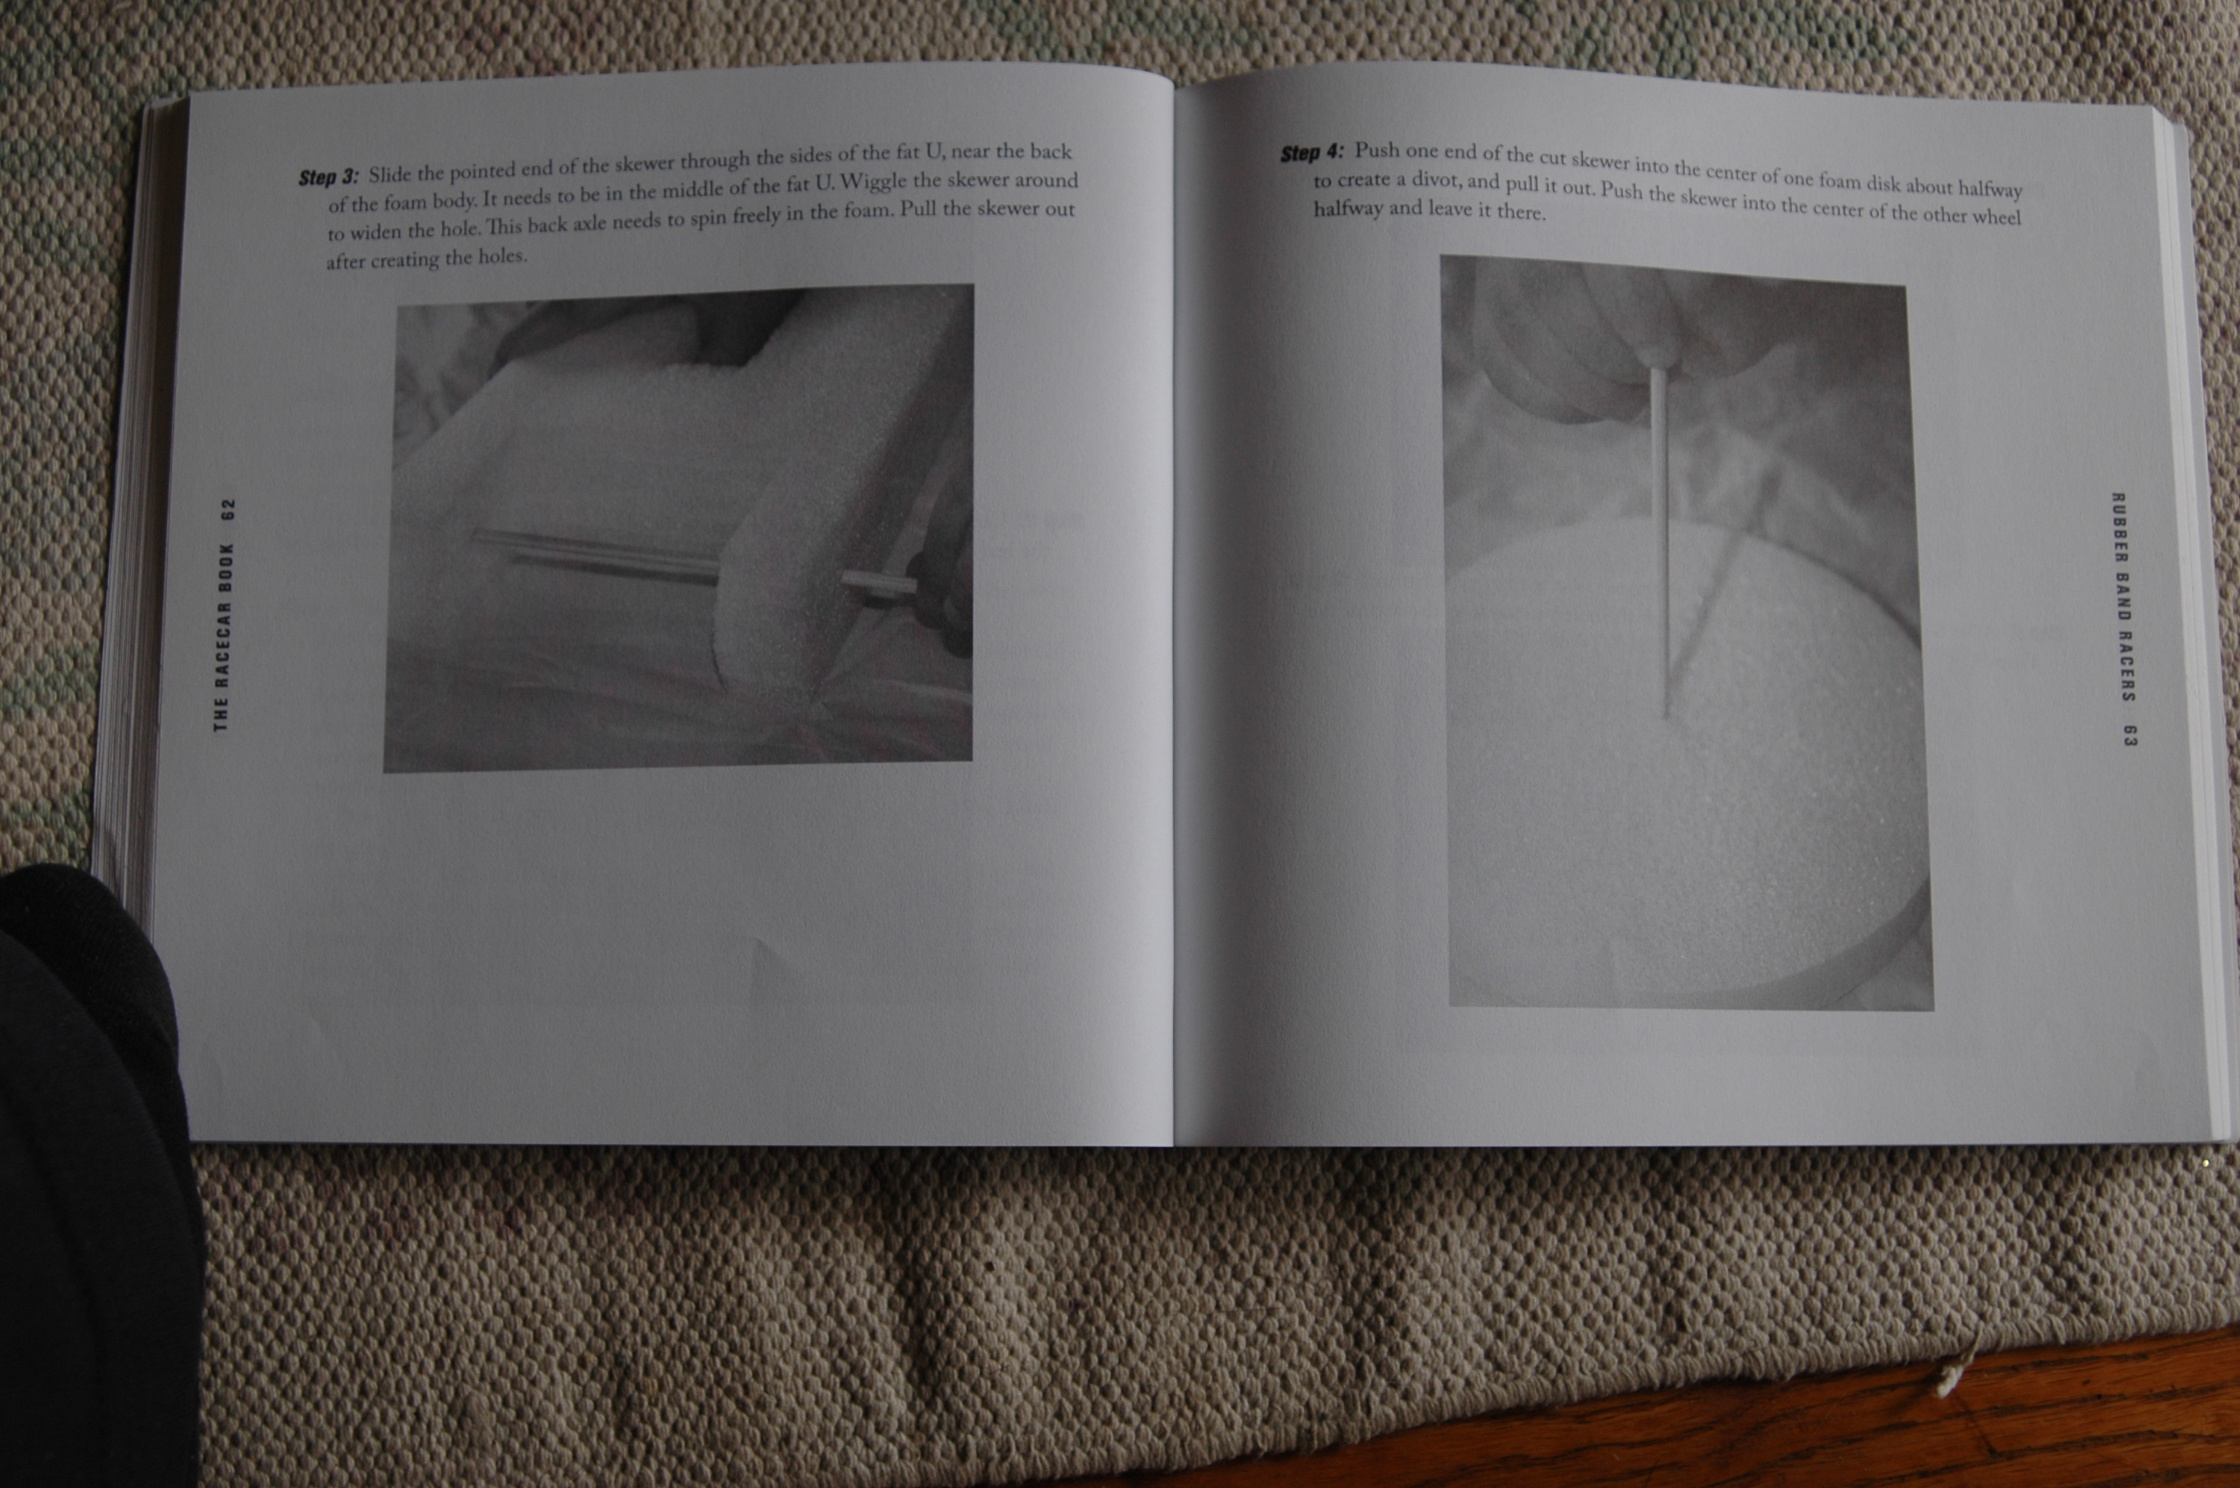 Step 3: Slide the pointed end of the skewer through the sides of the fat U, near the back
of the foam body. It needs to be in the middle of the fat U. Wiggle the skewer around
to widen the hole. This back axle needs to spin freely in the foam. Pull the skewer out
after creating the holes.
THE RACECAR BOOK 62
Step 4: Push one end of the cut skewer into the center of one foam disk about halfway
to create a divot, and pull it out. Push the skewer into the center of the other wheel
halfway and leave it there.
RUBBER BAND RACERS 63